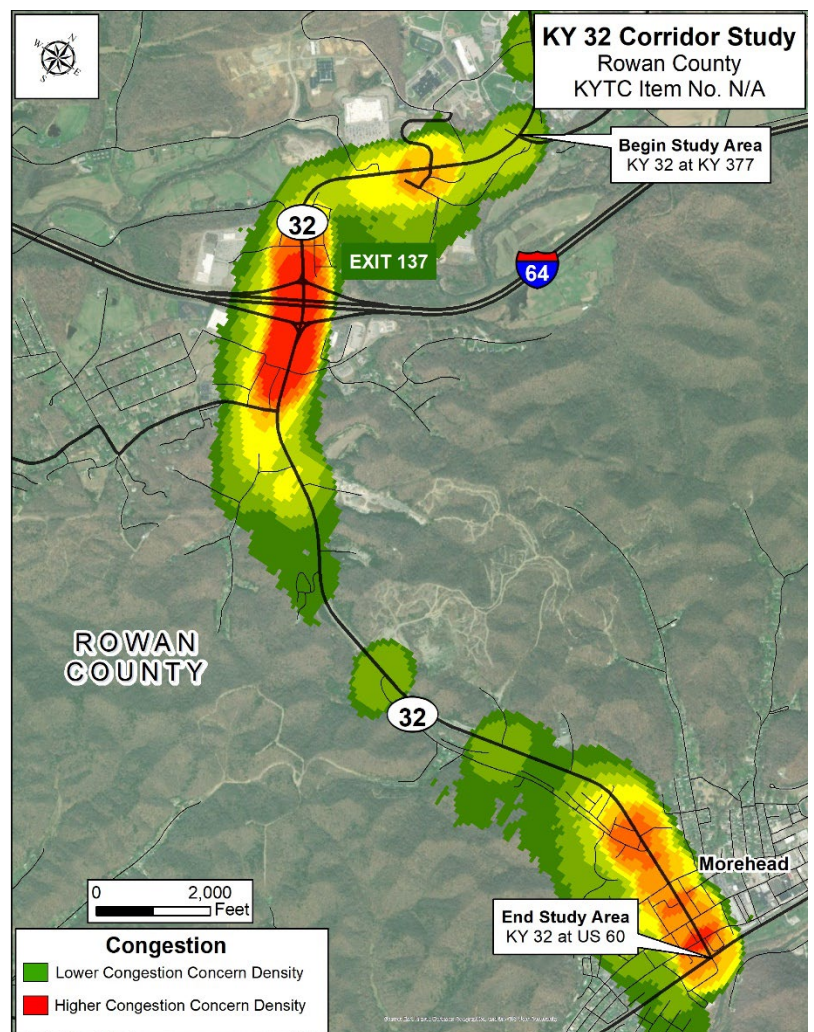 KY 32 Corridor Study
Rowan County
KYTC Item No. N/A
N
W
E
S
Begin Study Area
KY 32 at KY 377
32
EXIT 137
64
ROWAN
COUNTY
32
Morehead
0 2,000
Feet
End Study Area
KY 32 at US 60
Congestion
Lower Congestion Concern Density
Higher Congestion Concern Density